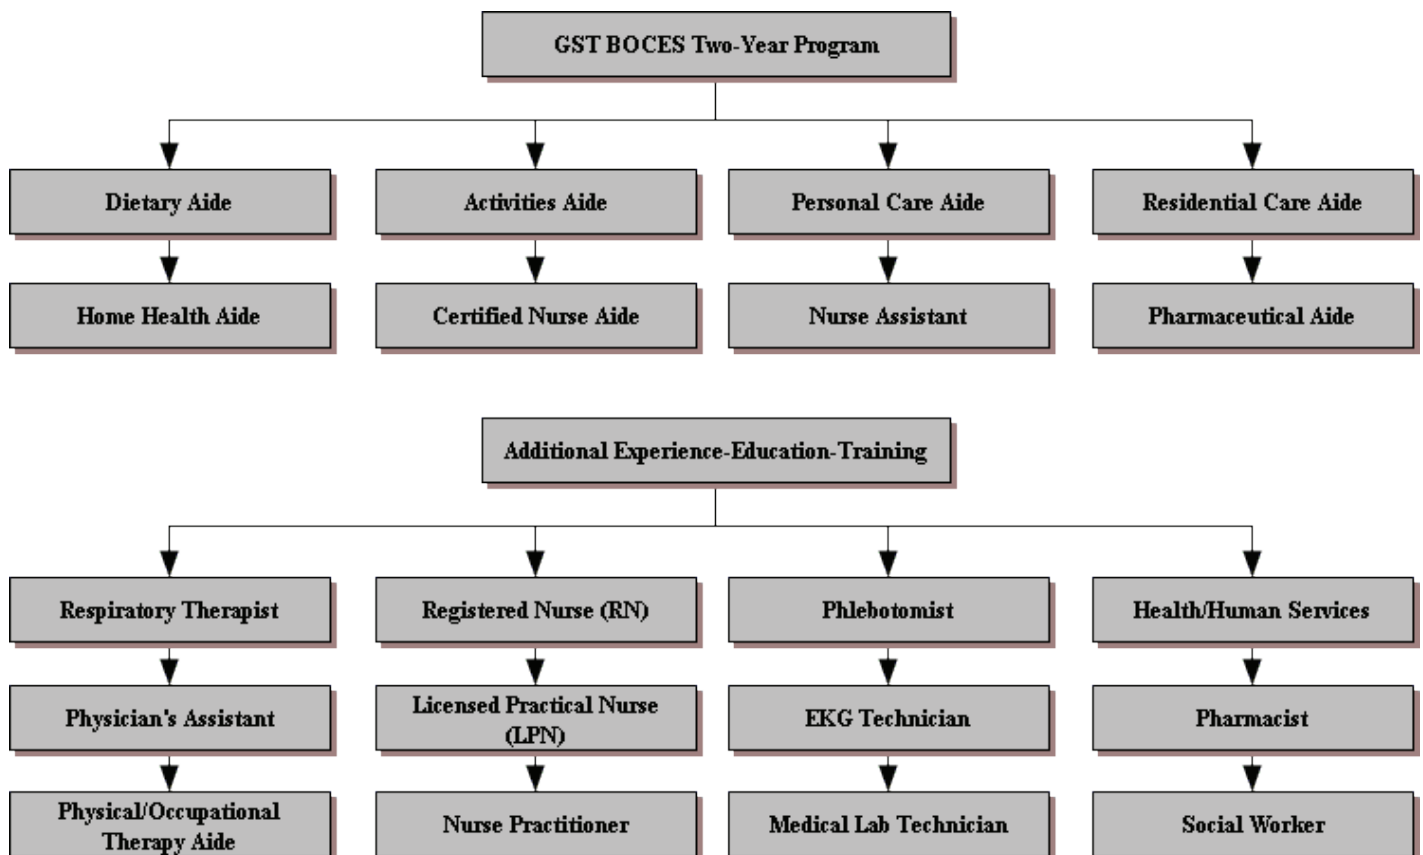 GST BOCES Two-Year Program
Dietary Aide
Activities Aide
Personal Care Aide
Residential Care Aide
Home Health Aide
Certified Nurse Aide
Nurse Assistant
Pharmaceutical Aide
Additional Experience-Education-Training
Respiratory Therapist
Registered Nurse (RN)
Phlebotomist
Health/Human Services
Physician's Assistant
Licensed Practical Nurse
(LPN)
EKG Technician
Pharmacist
Physical/Occupational
Therapy Aide
Nurse Practitioner
Medical Lab Technician
Social Worker